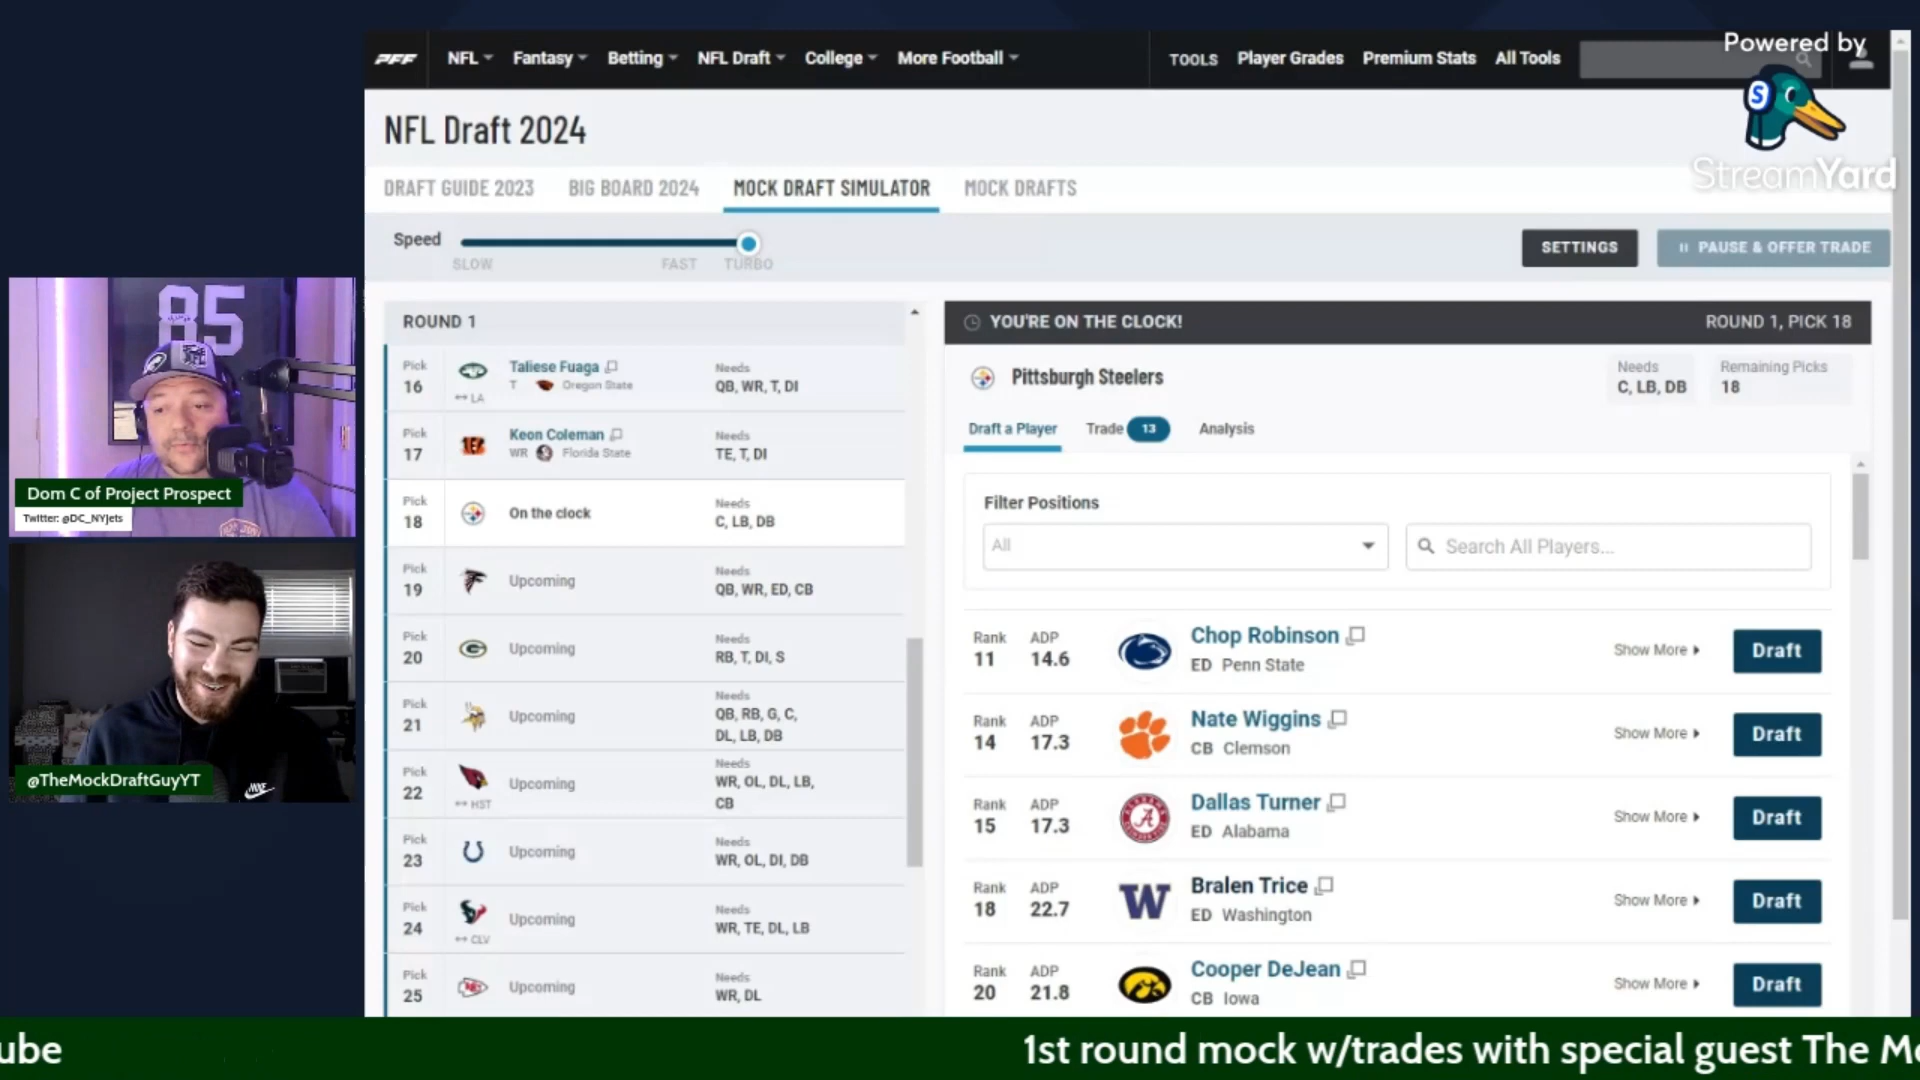 Powered by
StreamYard
PFF
NFL
Fantasy
Betting
NFL Draft
College
More Football
TOOLS
Player Grades
Premium Stats
All Tools
NFL Draft 2024
DRAFT GUIDE 2023
BIG BOARD 2024
MOCK DRAFT SIMULATOR
MOCK DRAFTS
Speed
SLOW
FAST
TURBO
SETTINGS
PAUSE & OFFER TRADE
85
Dom C of Project Prospect
Twitter: @DC_NYjets
@TheMockDraftGuyYT
ROUND 1
Pick 16
LA
Taliese Fuaga
T Oregon State
Needs
QB, WR, T, DI
Pick 17
Keon Coleman
WR Florida State
Needs
TE, T, DI
Pick 18
On the clock
Needs
C, LB, DB
Pick 19
Upcoming
Needs
QB, WR, ED, CB
Pick 20
Upcoming
Needs
RB, T, DI, S
Pick 21
Upcoming
Needs
QB, RB, G, C,
DL, LB, DB
Pick 22
HST
Upcoming
Needs
WR, OL, DL, LB,
CB
Pick 23
Upcoming
Needs
WR, OL, DI, DB
Pick 24
CLV
Upcoming
Needs
WR, TE, DL, LB
Pick 25
Upcoming
Needs
WR, DL
YOU'RE ON THE CLOCK!
ROUND 1, PICK 18
Pittsburgh Steelers
Needs
C, LB, DB
Remaining Picks
18
Draft a Player
Trade 13
Analysis
Filter Positions
All
Search All Players...
Rank 11
ADP 14.6
Chop Robinson
ED Penn State
Show More
Draft
Rank 14
ADP 17.3
Nate Wiggins
CB Clemson
Show More
Draft
Rank 15
ADP 17.3
Dallas Turner
ED Alabama
Show More
Draft
Rank 18
ADP 22.7
Bralen Trice
ED Washington
Show More
Draft
Rank 20
ADP 21.8
Cooper DeJean
CB Iowa
Show More
Draft
ube
1st round mock w/trades with special guest The M